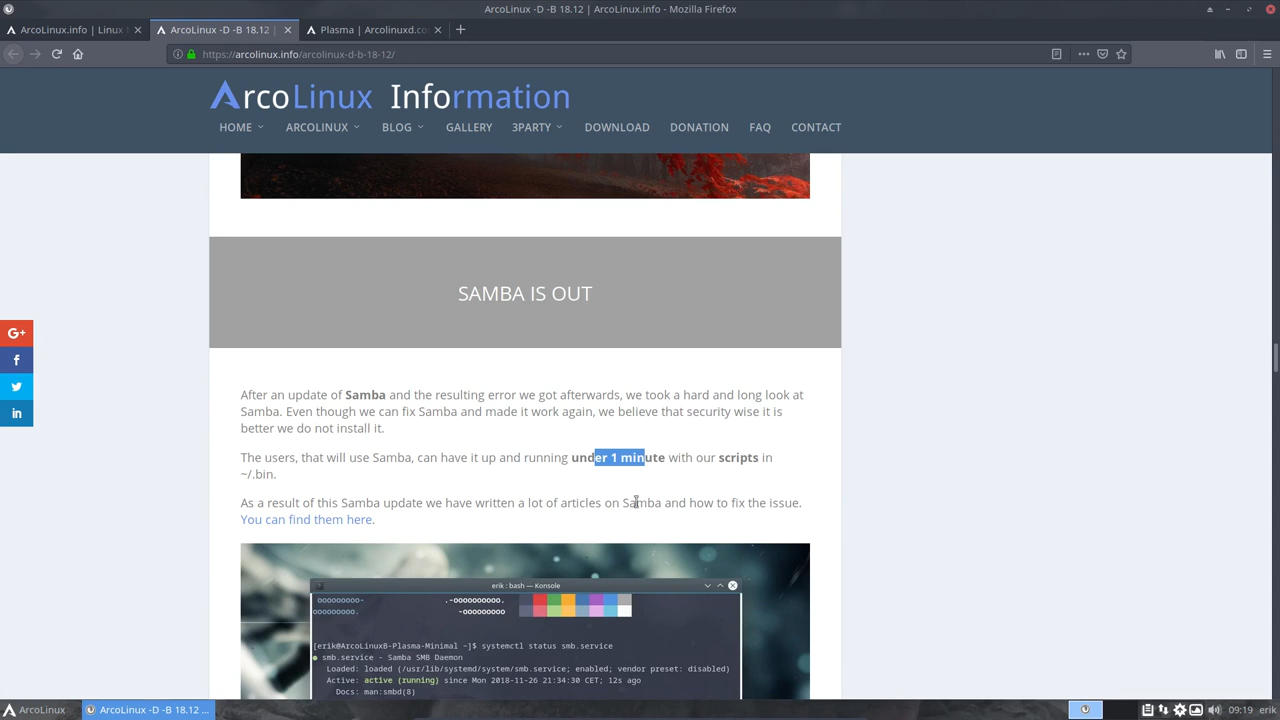 ArcoLinux -D -B 18.12 | ArcoLinux.info - Mozilla Firefox
ArcoLinux.info | Linux
ArcoLinux -D -B 18.12 |
Plasma | Arcolinuxd.co
https://arcolinux.info/arcolinux-d-b-18-12/
ArcoLinux Information
HOME ARCOLINUX BLOG GALLERY 3PARTY DOWNLOAD DONATION FAQ CONTACT
SAMBA IS OUT
G+
f
in
After an update of Samba and the resulting error we got afterwards, we took a hard and long look at
Samba. Even though we can fix Samba and made it work again, we believe that security wise it is
better we do not install it.
The users, that will use Samba, can have it up and running under 1 minute with our scripts in
~/.bin.
As a result of this Samba update we have written a lot of articles on Samba and how to fix the issue.
You can find them here.
erik : bash — Konsole
ooooooooo- .-oooooooooo.
ooooooooo. -ooooooooo
[erik@ArcoLinuxB-Plasma-Minimal ~]$ systemctl status smb.service
● smb.service - Samba SMB Daemon
Loaded: loaded (/usr/lib/systemd/system/smb.service; enabled; vendor preset: disabled)
Active: active (running) since Mon 2018-11-26 21:34:30 CET; 12s ago
Docs: man:smbd(8)
ArcoLinux
ArcoLinux -D -B 18.12 ...
09:19 erik